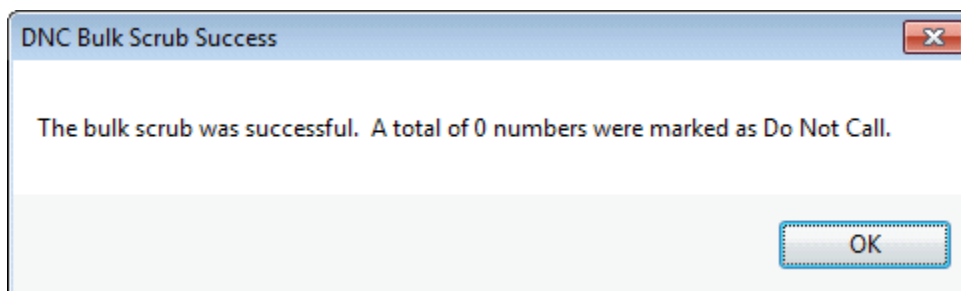 DNC Bulk Scrub Success
The bulk scrub was successful.  A total of 0 numbers were marked as Do Not Call.
OK